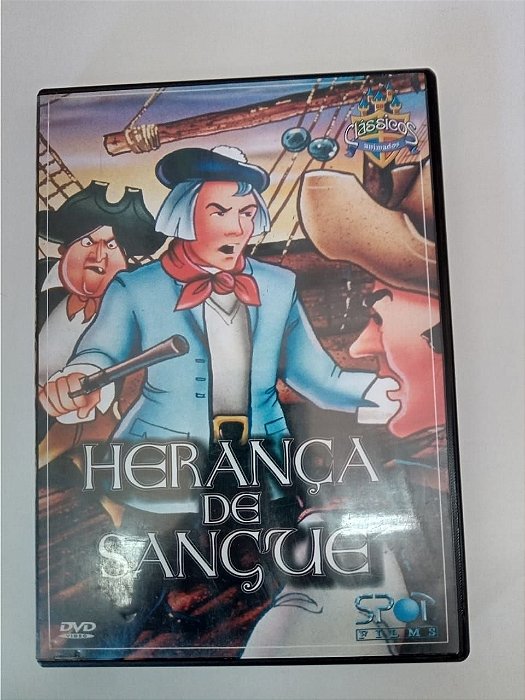 Clássicos
animados
HERANÇA
DE
SANGUE
DVD
VIDEO
SPOT
FILMS